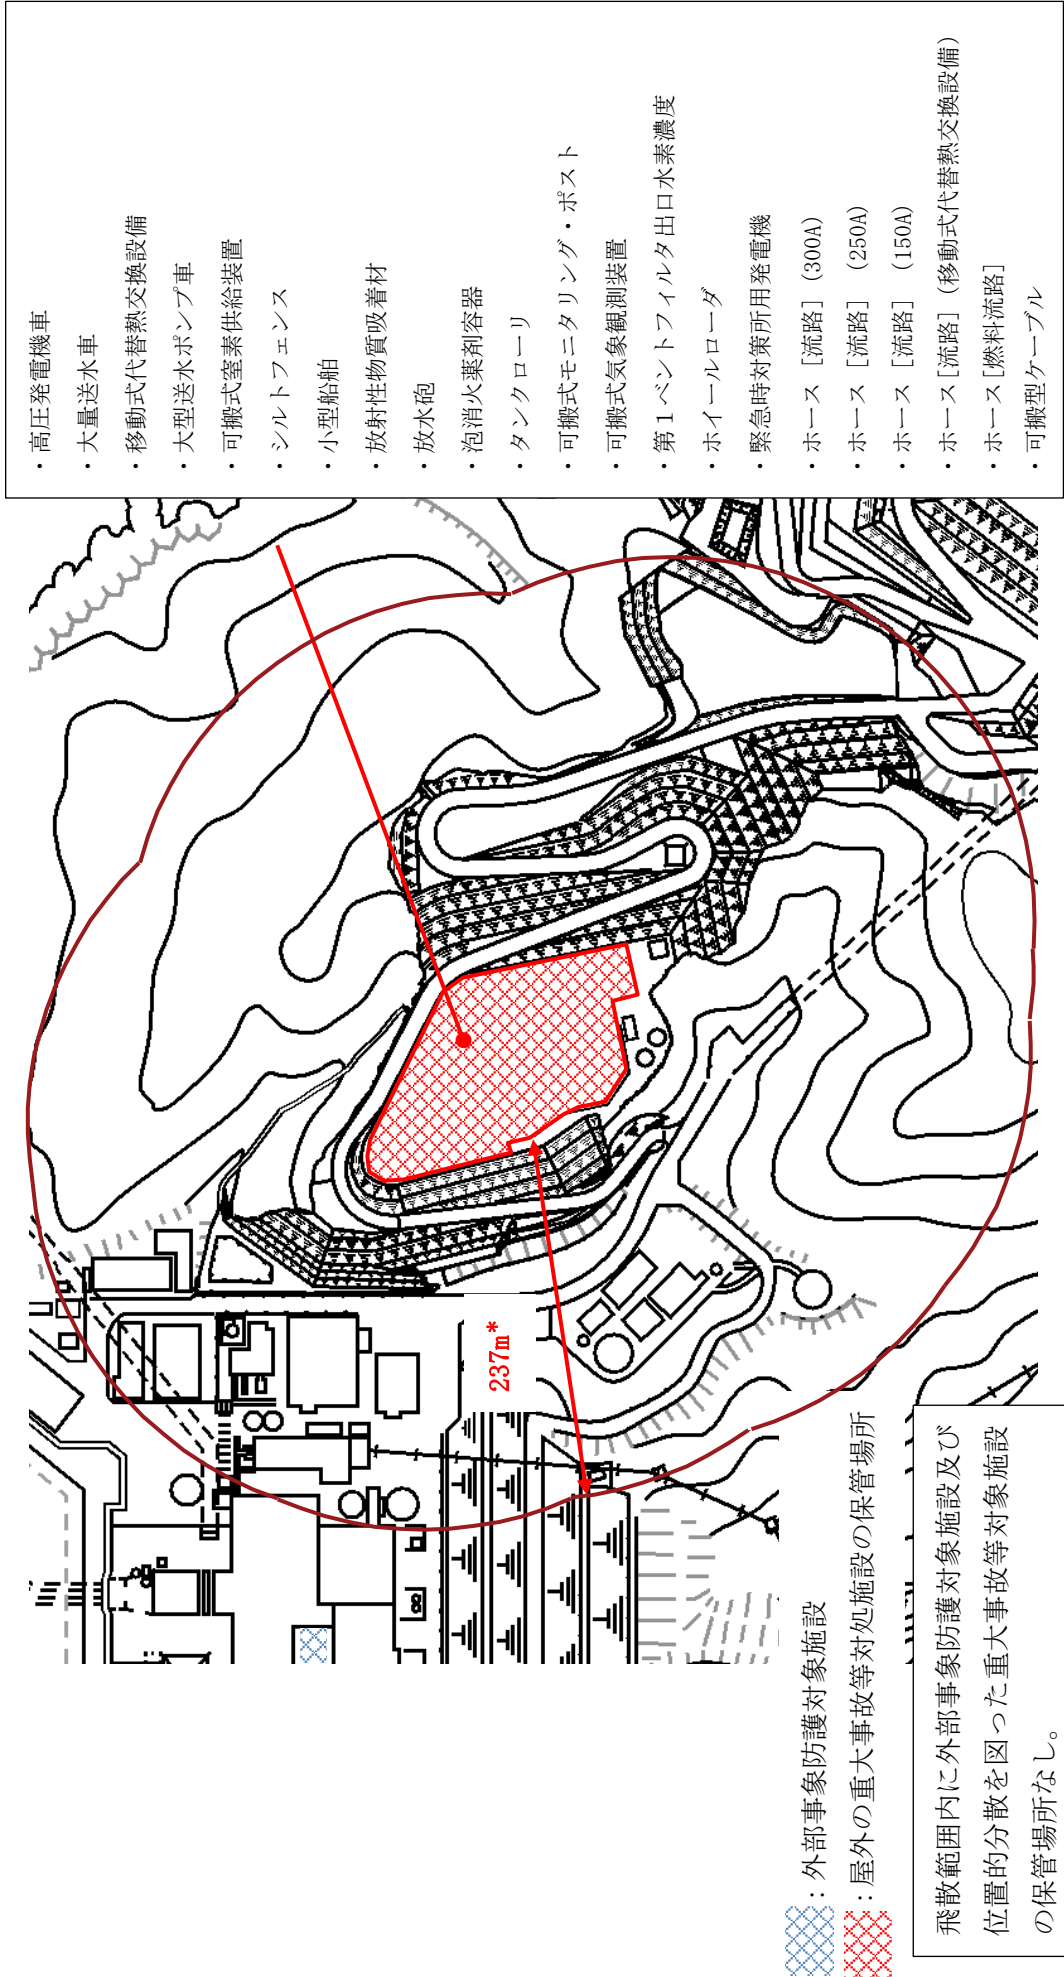 ・高圧発電機車
・大量送水車
・移動式代替熱交換設備
・大型送水ポンプ車
・可搬式窒素供給装置
・シルトフェンス
・小型船舶
・放射性物質吸着材
・放水砲
・泡消火薬剤容器
・タンクローリ
・可搬式モニタリング・ポスト
・可搬式気象観測装置
・第1ベントフィルタ出口水素濃度
・ホイールローダ
・緊急時対策所用発電機
・ホース［流路］(300A)
・ホース［流路］(250A)
・ホース［流路］(150A)
・ホース［流路］(移動式代替熱交換設備)
・ホース［燃料流路］
・可搬型ケーブル
237m*
：外部事象防護対象施設
：屋外の重大事故等対処施設の保管場所
飛散範囲内に外部事象防護対象施設及び
位置的分散を図った重大事故等対象施設
の保管場所なし。